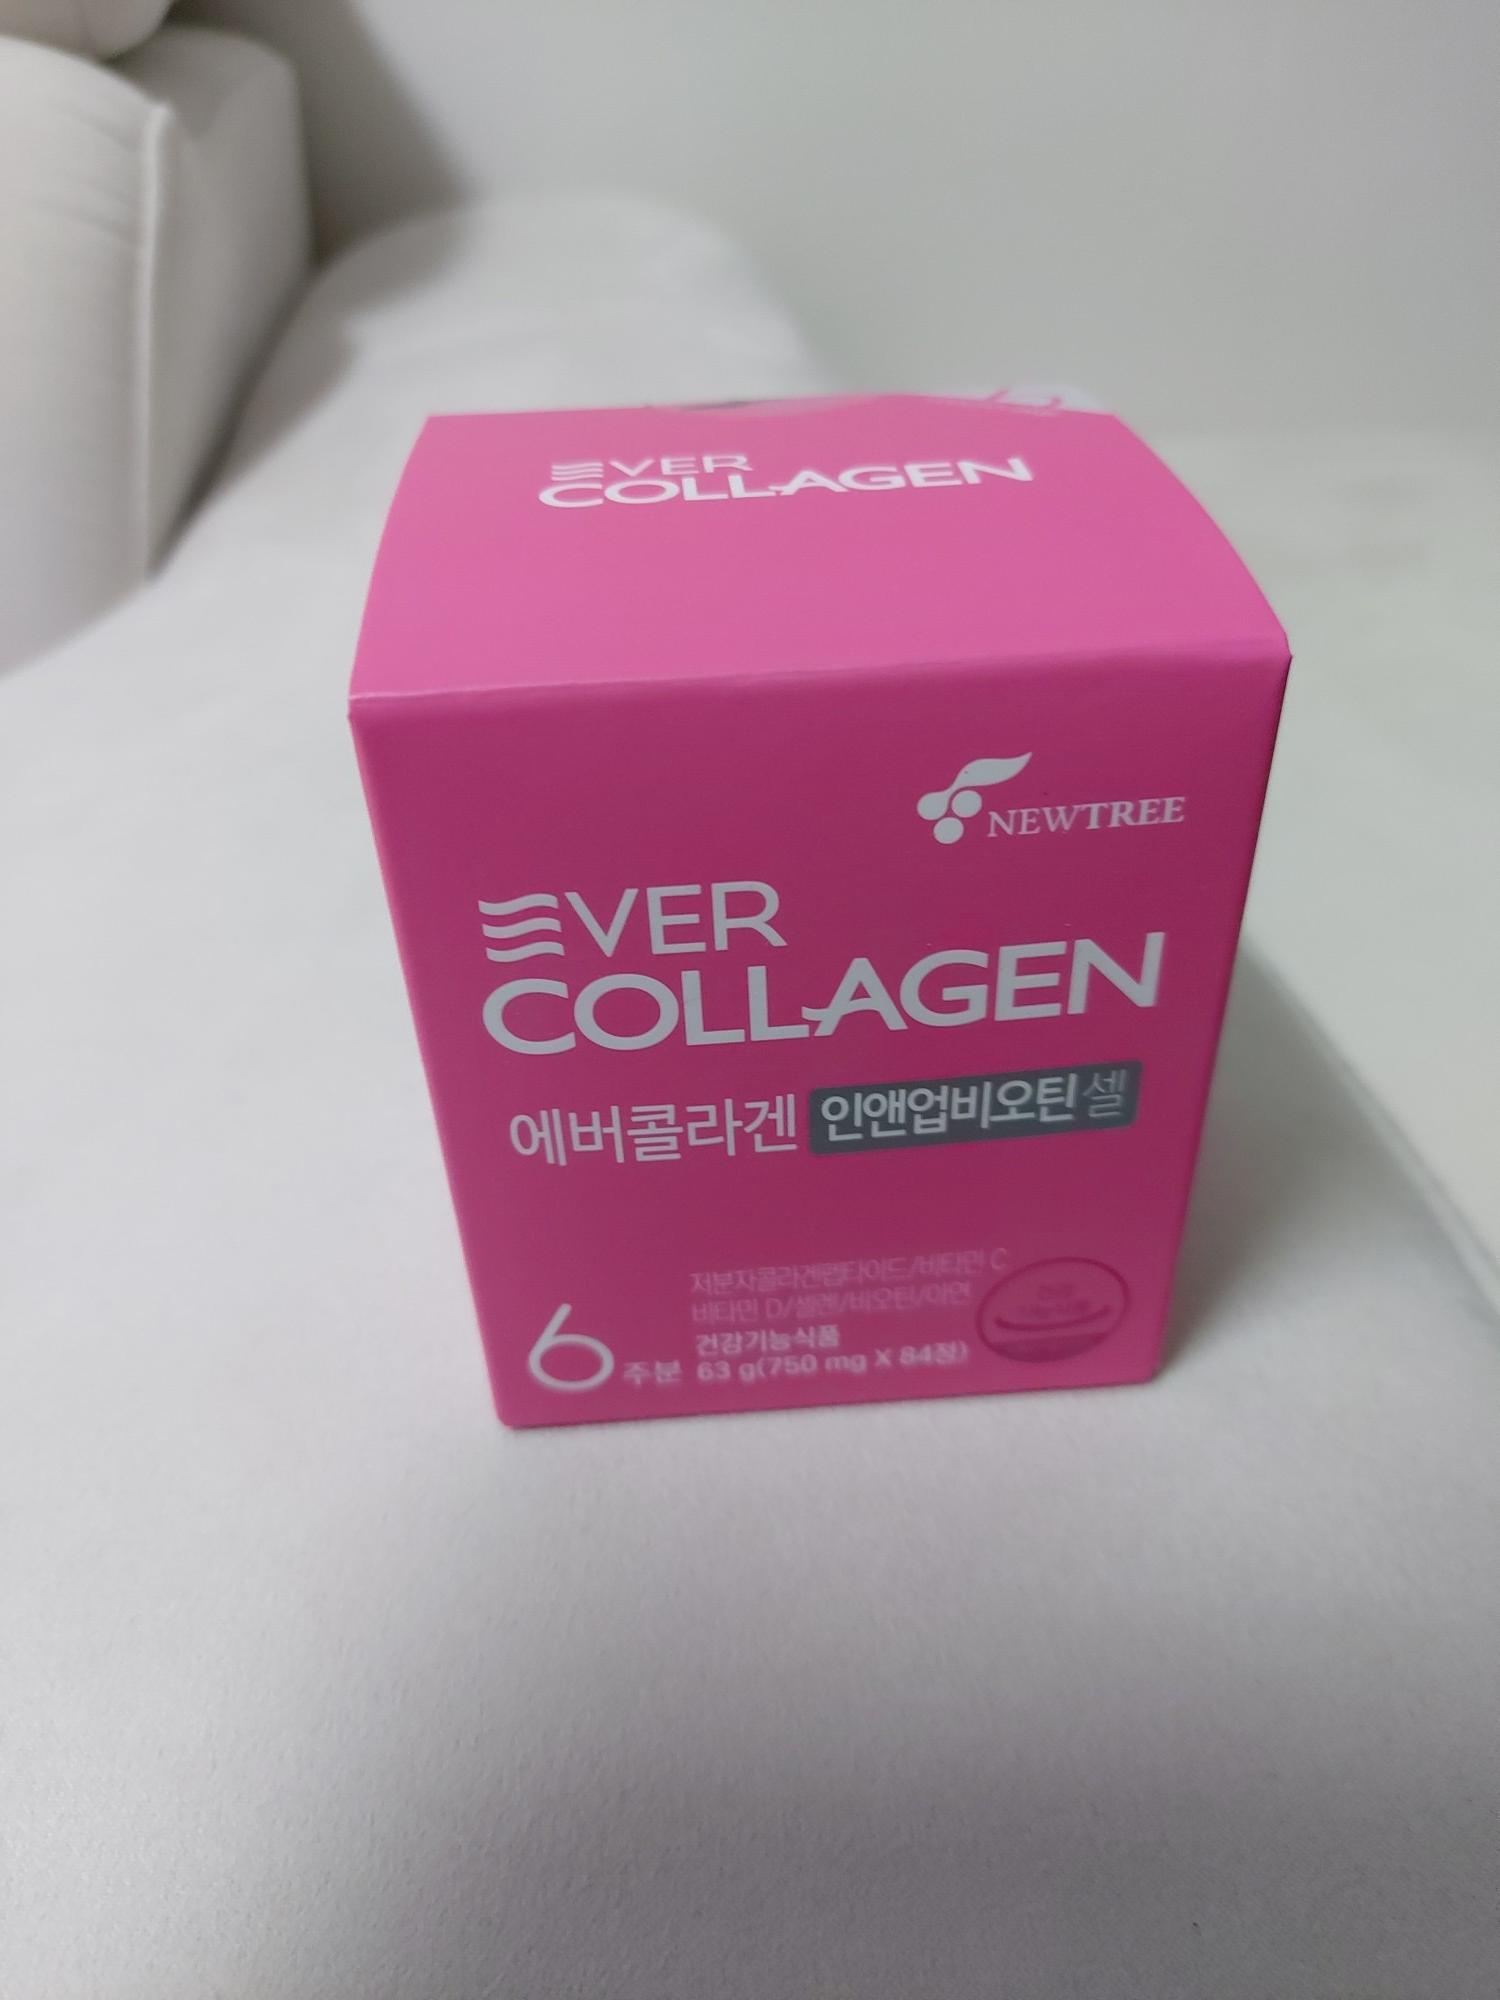 EVER
COLLAGEN
NEWTREE
EVER
COLLAGEN
에버콜라겐 인앤업비오틴 셀
저분자콜라겐펩타이드/비타민 C
비타민 D/셀렌/비오틴/아연
건강기능식품
6주분 63 g(750 mg X 84정)